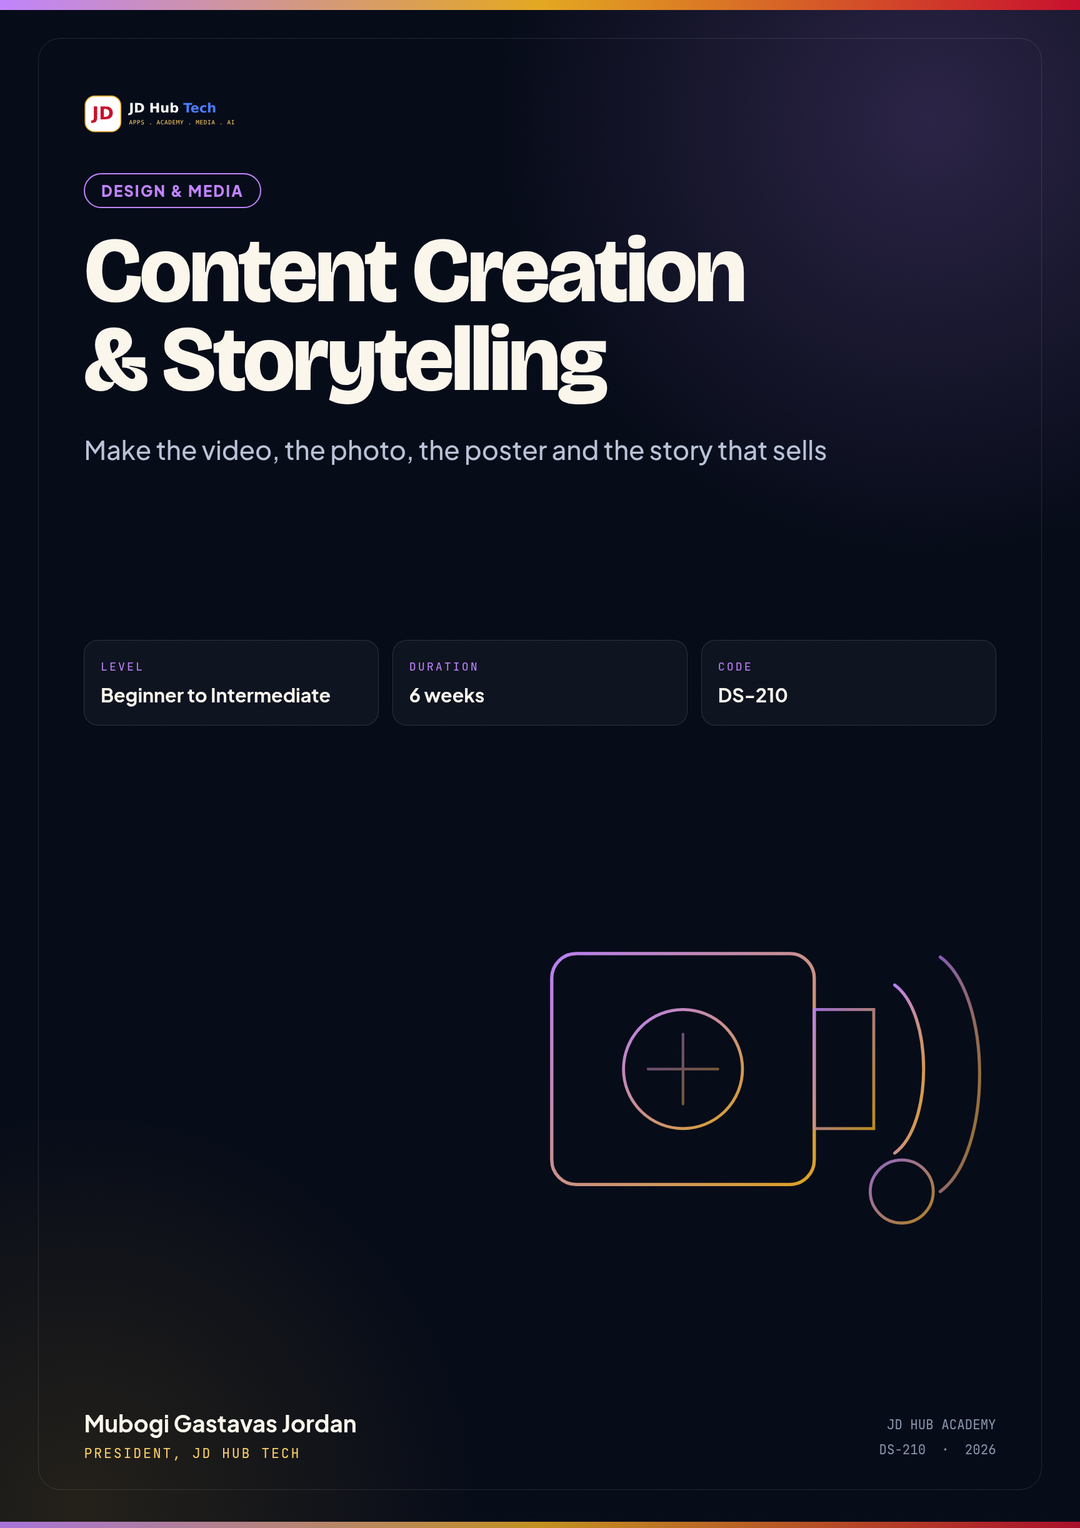 JD
JD Hub Tech
APPS . ACADEMY . MEDIA . AI
DESIGN & MEDIA
Content Creation
& Storytelling
Make the video, the photo, the poster and the story that sells
LEVEL
Beginner to Intermediate
DURATION
6 weeks
CODE
DS-210
Mubogi Gastavas Jordan
PRESIDENT, JD HUB TECH
JD HUB ACADEMY
DS-210 · 2026